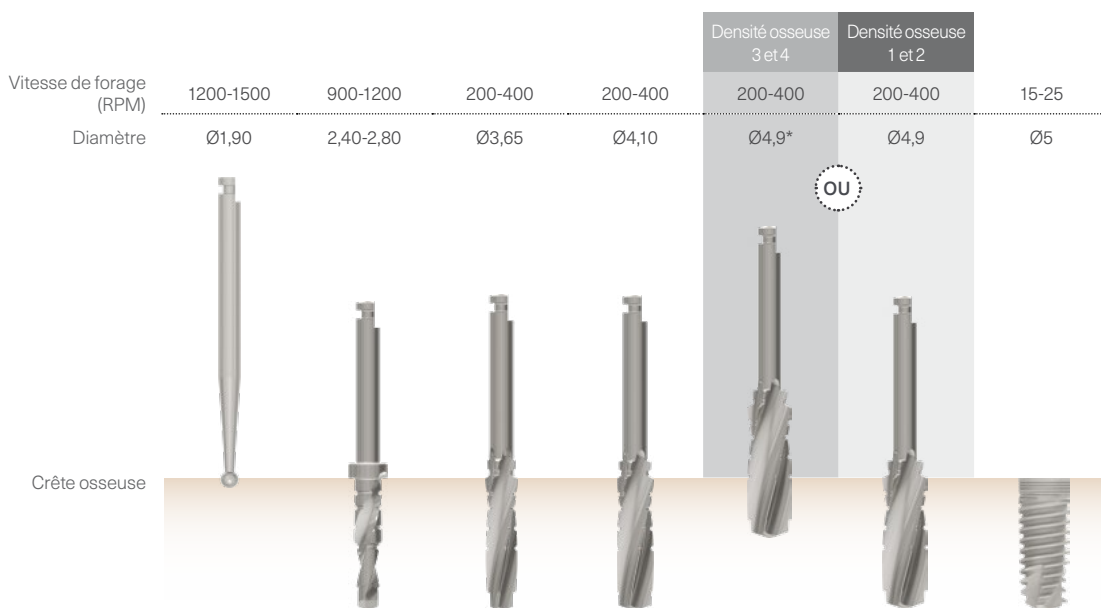 Densité osseuse
3 et 4
Densité osseuse
1 et 2
Vitesse de forage
(RPM)
1200-1500 900-1200 200-400 200-400 200-400 200-400 15-25
Diamètre Ø1,90 2,40-2,80 Ø3,65 Ø4,10 Ø4,9* Ø4,9 Ø5
OU
Crête osseuse